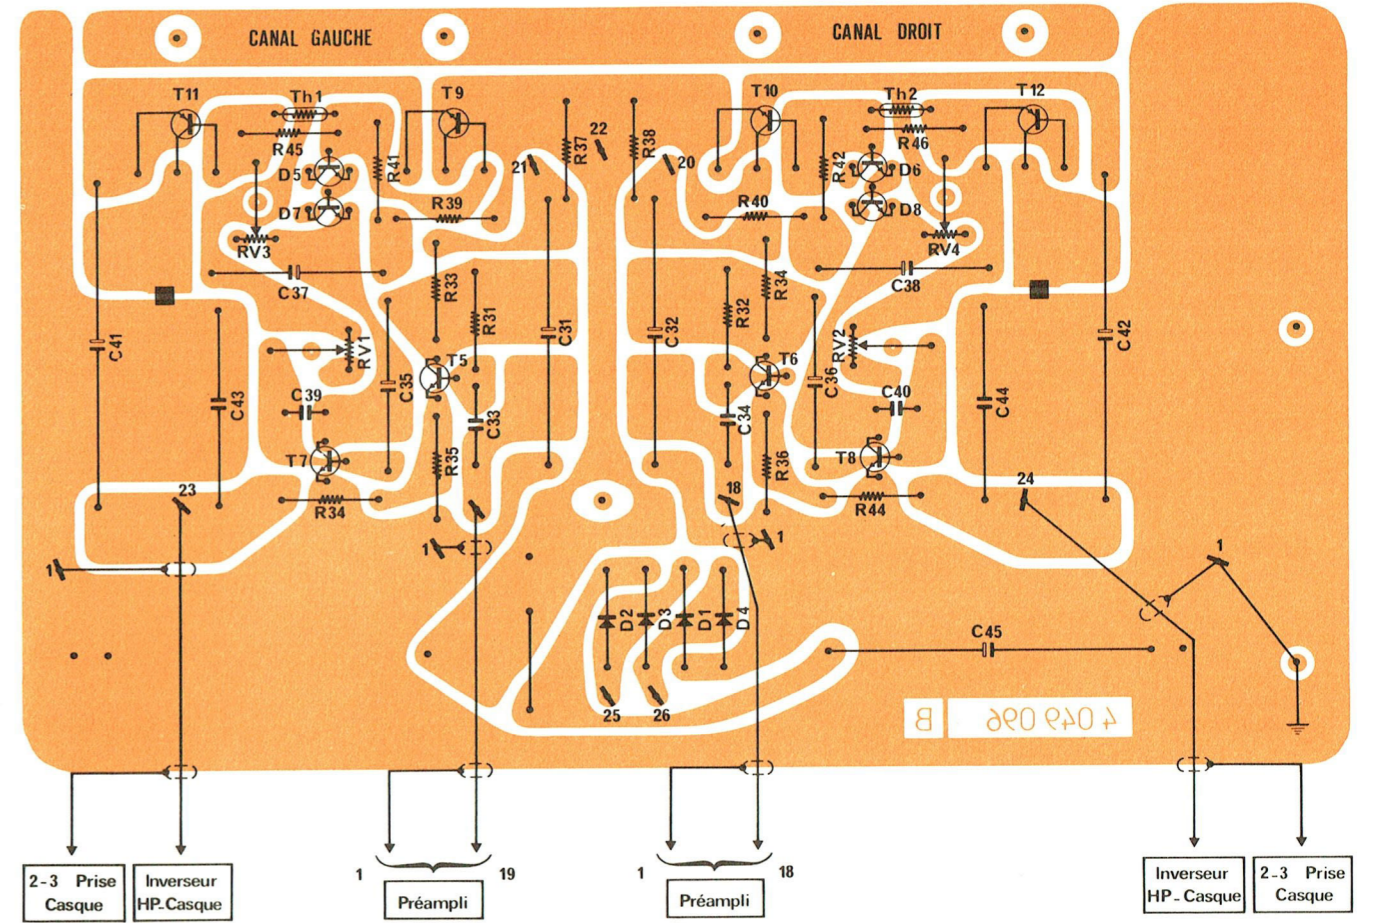 CANAL GAUCHE
CANAL DROIT
T11
Th1
T9
T10
Th2
T12
R45
R41
R37
22
R38
R42
R46
D5
21
20
D6
D7
R39
R40
D8
RV3
RV4
C37
R33
R34
C38
R31
R32
C41
RV1
C31
C32
RV2
C42
T5
T6
C43
C39
C35
C33
C34
C36
C40
C44
T7
R35
R36
T8
23
R34
18
R44
24
1
1
1
1
D2
D3
D1
D4
C45
25
26
B
4 049 096
2-3 Prise
Casque
Inverseur
HP-Casque
1
19
Préampli
1
18
Préampli
Inverseur
HP-Casque
2-3 Prise
Casque